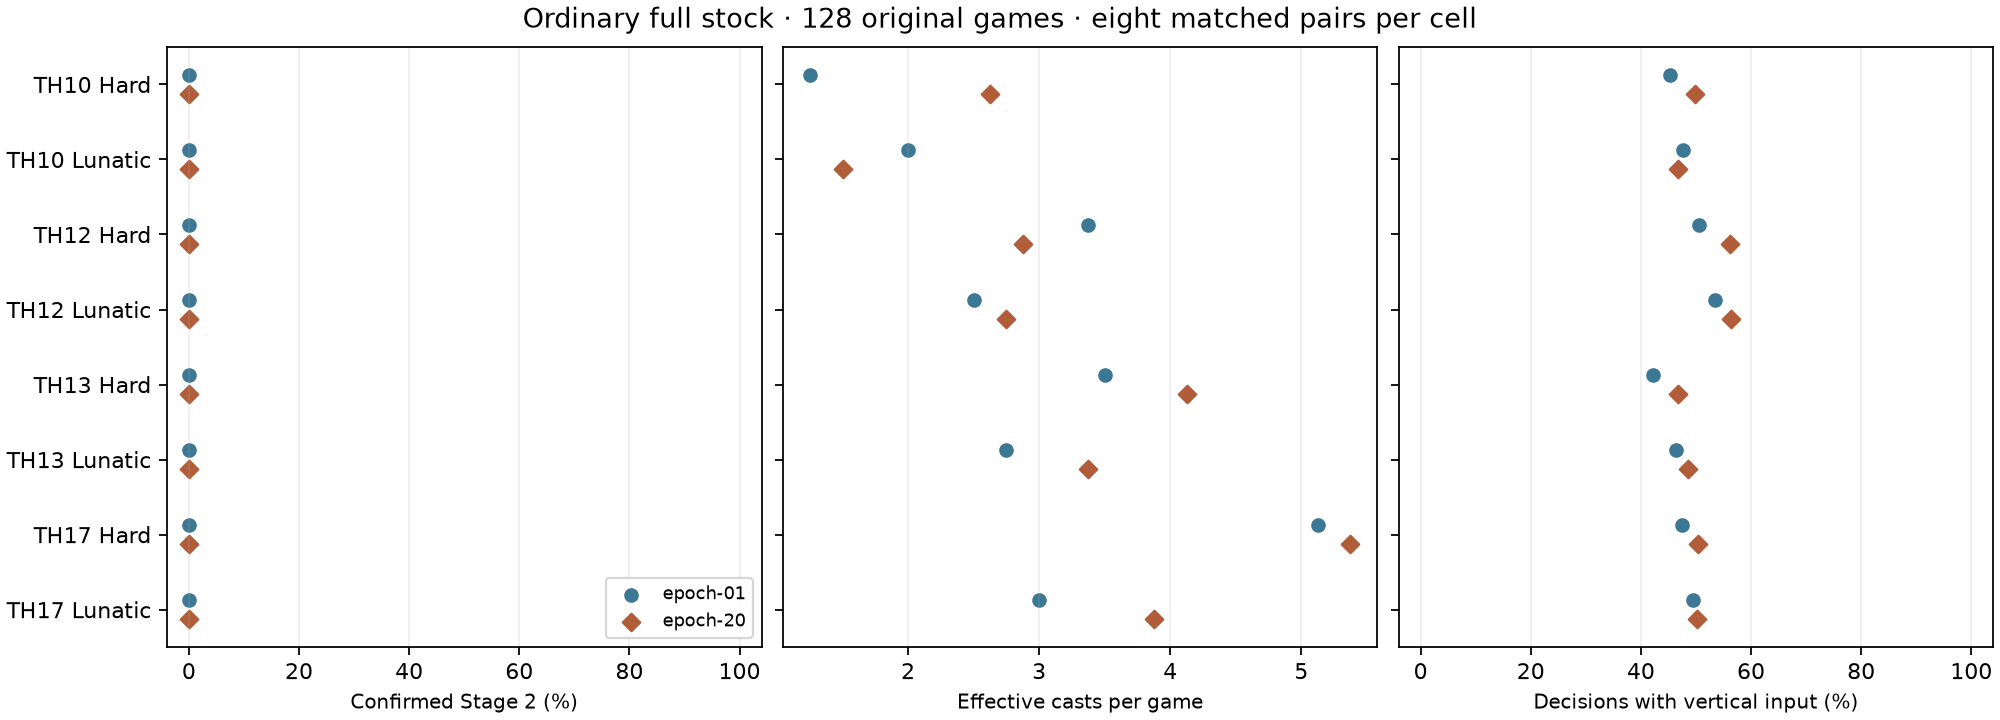 Ordinary full stock · 128 original games · eight matched pairs per cell
TH10 Hard
TH10 Lunatic
TH12 Hard
TH12 Lunatic
TH13 Hard
TH13 Lunatic
TH17 Hard
TH17 Lunatic
epoch-01
epoch-20
0 20 40 60 80 100
Confirmed Stage 2 (%)
2 3 4 5
Effective casts per game
0 20 40 60 80 100
Decisions with vertical input (%)